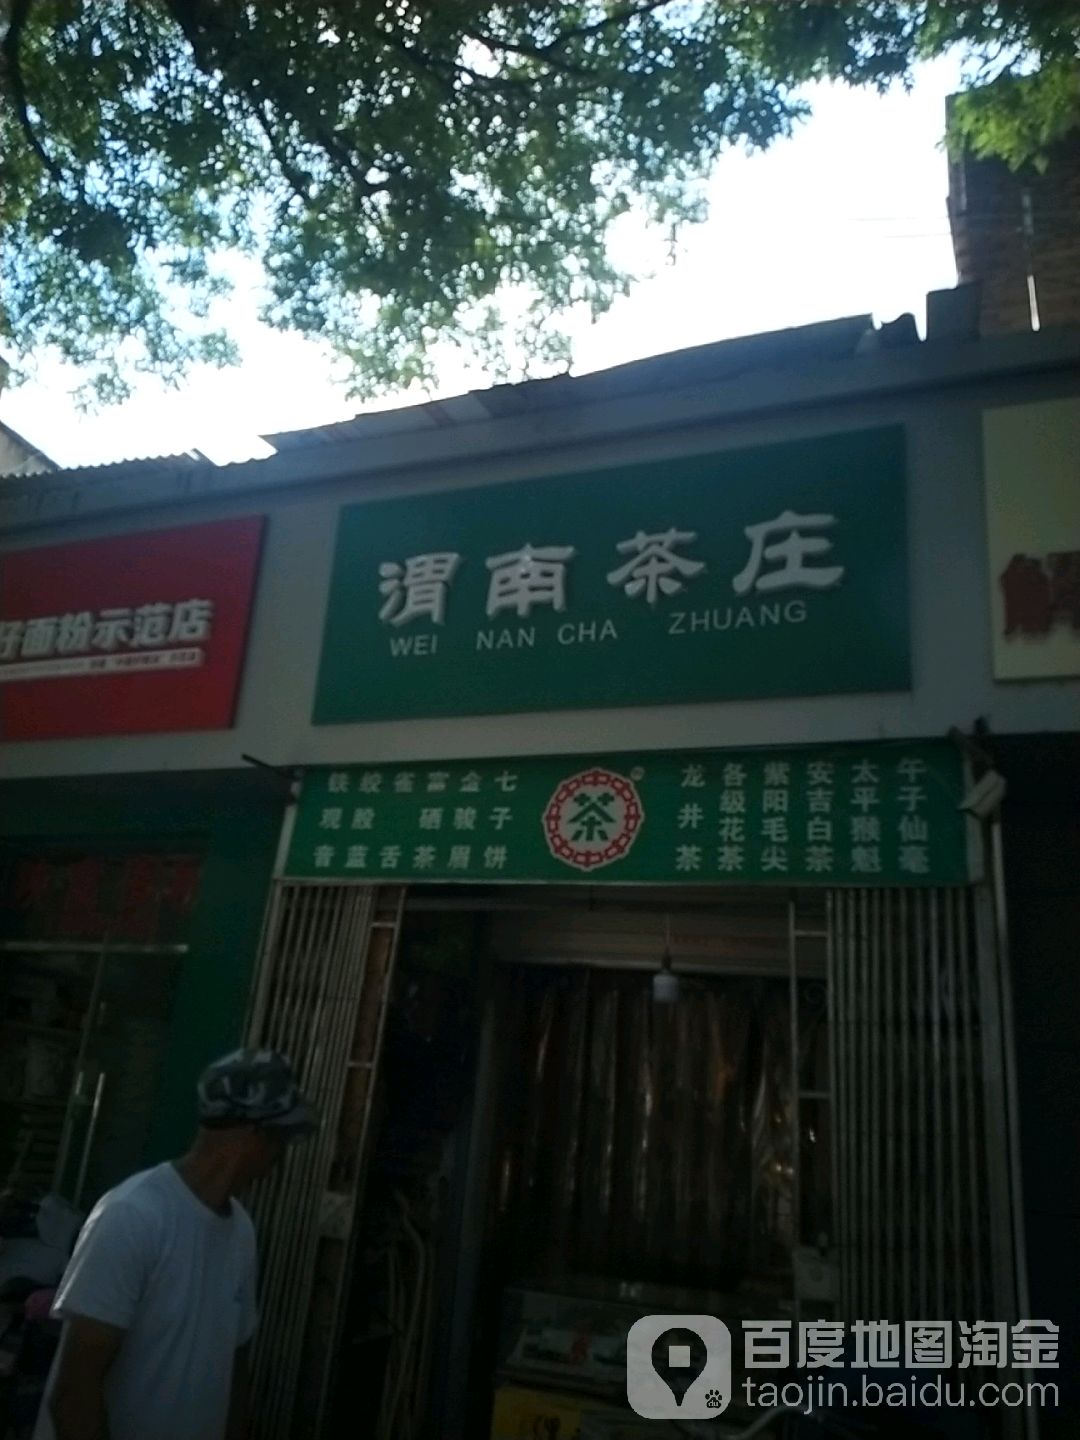 渭南茶庄
WEI NAN CHA ZHUANG
好面粉示范店
铁观音
绞股蓝
雀舌
富硒茶
金骏眉
七子饼
茶
龙井茶
各级花茶
紫阳毛尖
安吉白茶
太平猴魁
午子仙毫
百度地图淘金
taojin.baidu.com